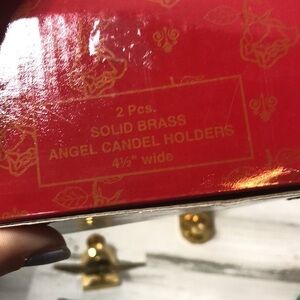 2 Pcs.
SOLID BRASS
ANGEL CANDEL HOLDERS
4½" wide